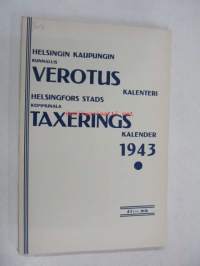 HELSINGIN KAUPUNGIN
KUNNALLIS
VEROTUS
KALENTERI
HELSINGFORS STADS
KOMMUNALA
TAXERINGS
KALENDER
1943